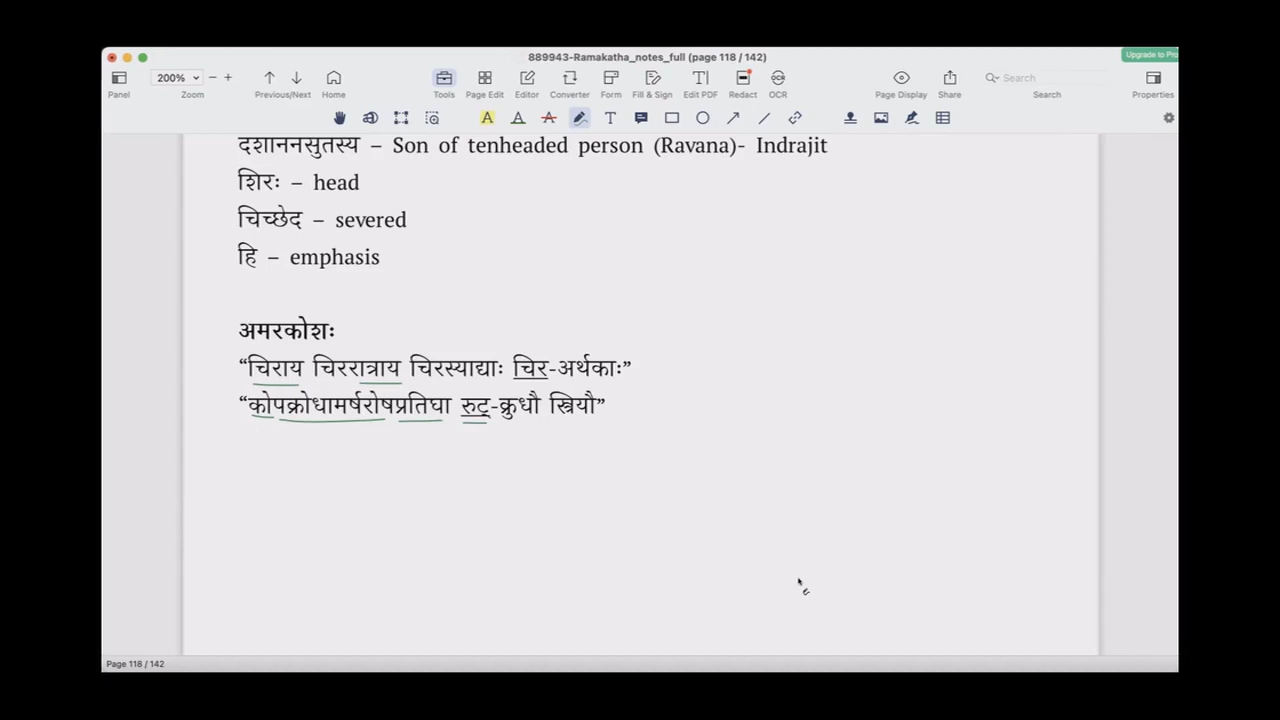 889943-Ramakatha_notes_full (page 118 / 142)
Upgrade to Pro
200%
Panel Zoom Previous/Next Home Tools Page Edit Editor Converter Form Fill & Sign Edit PDF Redact OCR Page Display Share Search Search Properties
दशाननसुतस्य – Son of tenheaded person (Ravana)- Indrajit
शिरः – head
चिच्छेद – severed
हि – emphasis
अमरकोशः
“चिराय चिररात्राय चिरस्याद्याः चिर-अर्थकाः”
“कोपक्रोधामर्षरोषप्रतिघा रुट्-क्रुधौ स्त्रियौ”
Page 118 / 142